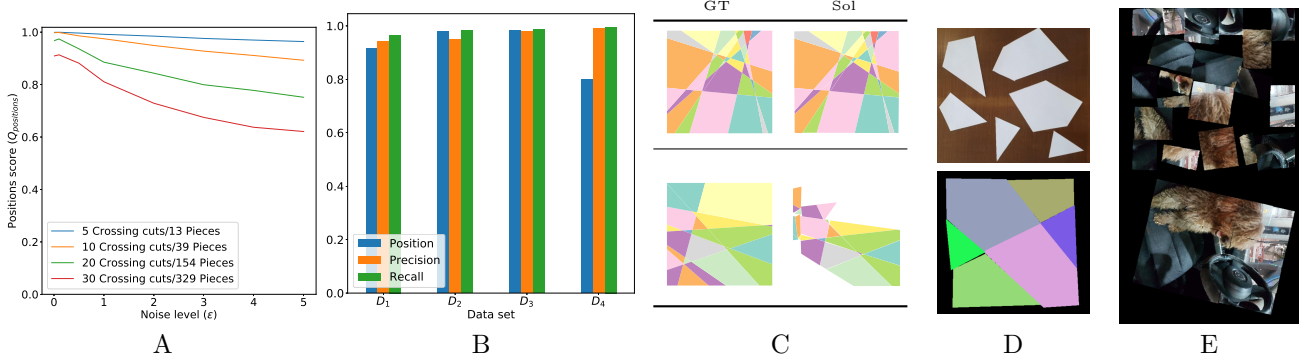 1.0
0.8
0.6
0.4
0.2
0.0
Positions score (Q_positions)
5 Crossing cuts/13 Pieces
10 Crossing cuts/39 Pieces
20 Crossing cuts/154 Pieces
30 Crossing cuts/329 Pieces
0 1 2 3 4 5
Noise level (ε)
A
1.0
0.8
0.6
0.4
0.2
0.0
Position
Precision
Recall
D₁ D₂ D₃ D₄
Data set
B
GT Sol
C
D
E